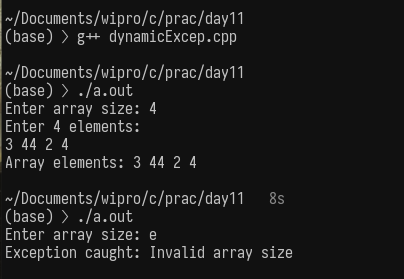 ~/Documents/wipro/c/prac/day11
(base) > g++ dynamicExcep.cpp
~/Documents/wipro/c/prac/day11
(base) > ./a.out
Enter array size: 4
Enter 4 elements:
3 44 2 4
Array elements: 3 44 2 4
~/Documents/wipro/c/prac/day11 8s
(base) > ./a.out
Enter array size: e
Exception caught: Invalid array size